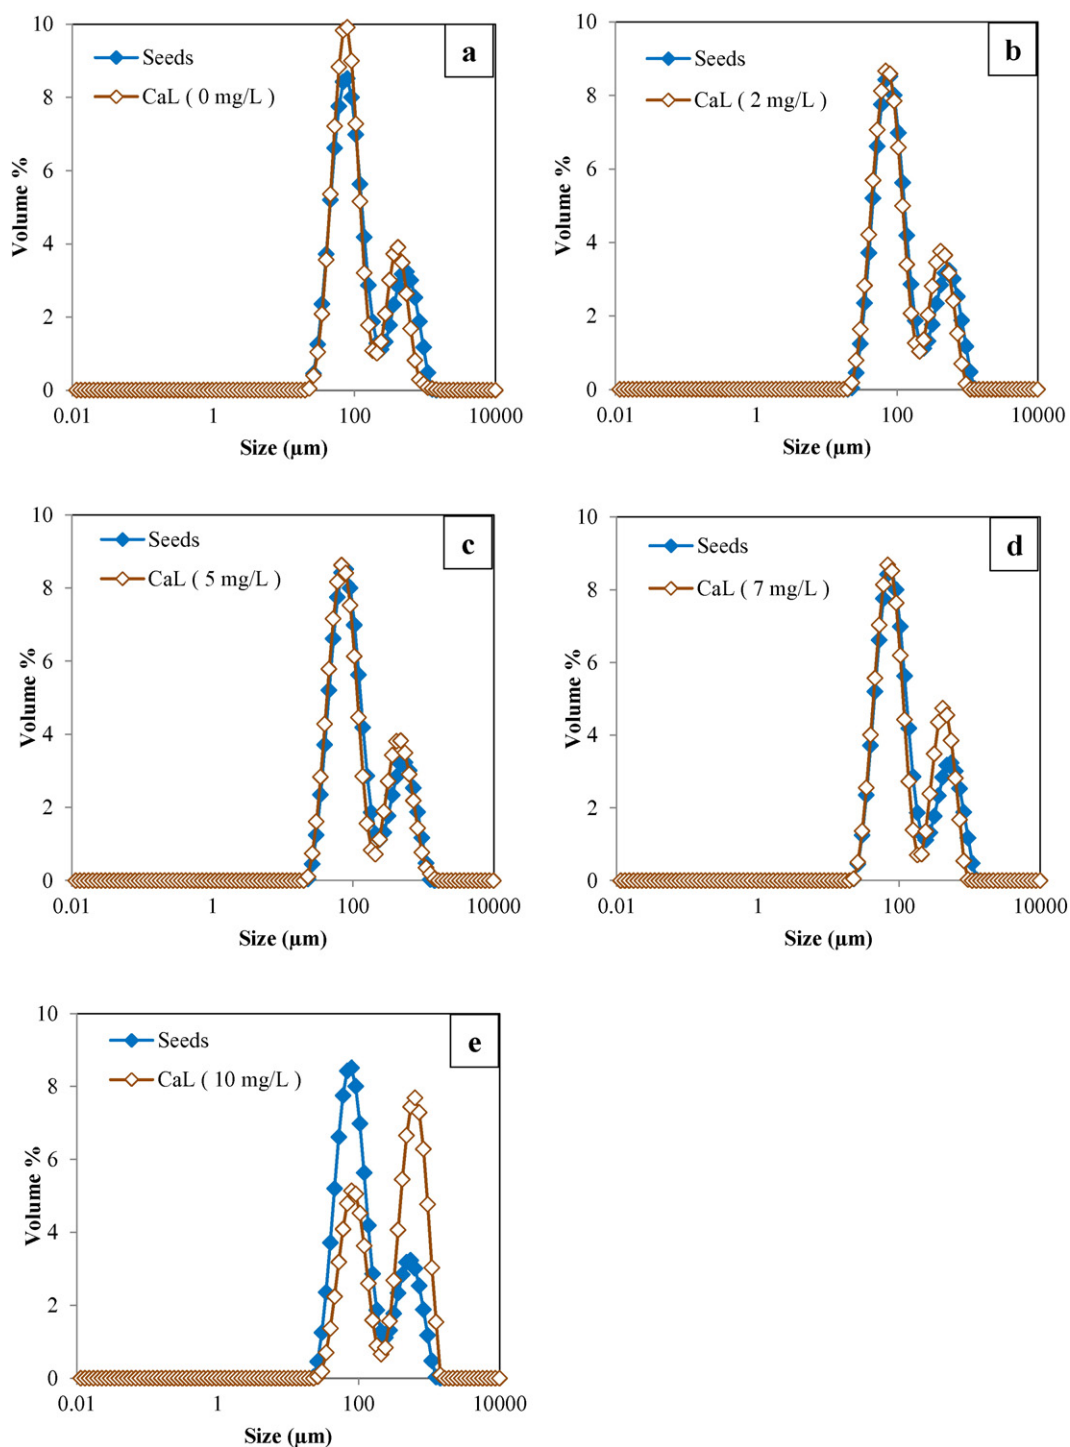 10
8
6
4
2
0
Volume %
Seeds
CaL ( 0 mg/L )
a
0.01
1
100
10000
Size (µm)
10
8
6
4
2
0
Volume %
Seeds
CaL ( 2 mg/L )
b
0.01
1
100
10000
Size (µm)
10
8
6
4
2
0
Volume %
Seeds
CaL ( 5 mg/L )
c
0.01
1
100
10000
Size (µm)
10
8
6
4
2
0
Volume %
Seeds
CaL ( 7 mg/L )
d
0.01
1
100
10000
Size (µm)
10
8
6
4
2
0
Volume %
Seeds
CaL ( 10 mg/L )
e
0.01
1
100
10000
Size (µm)